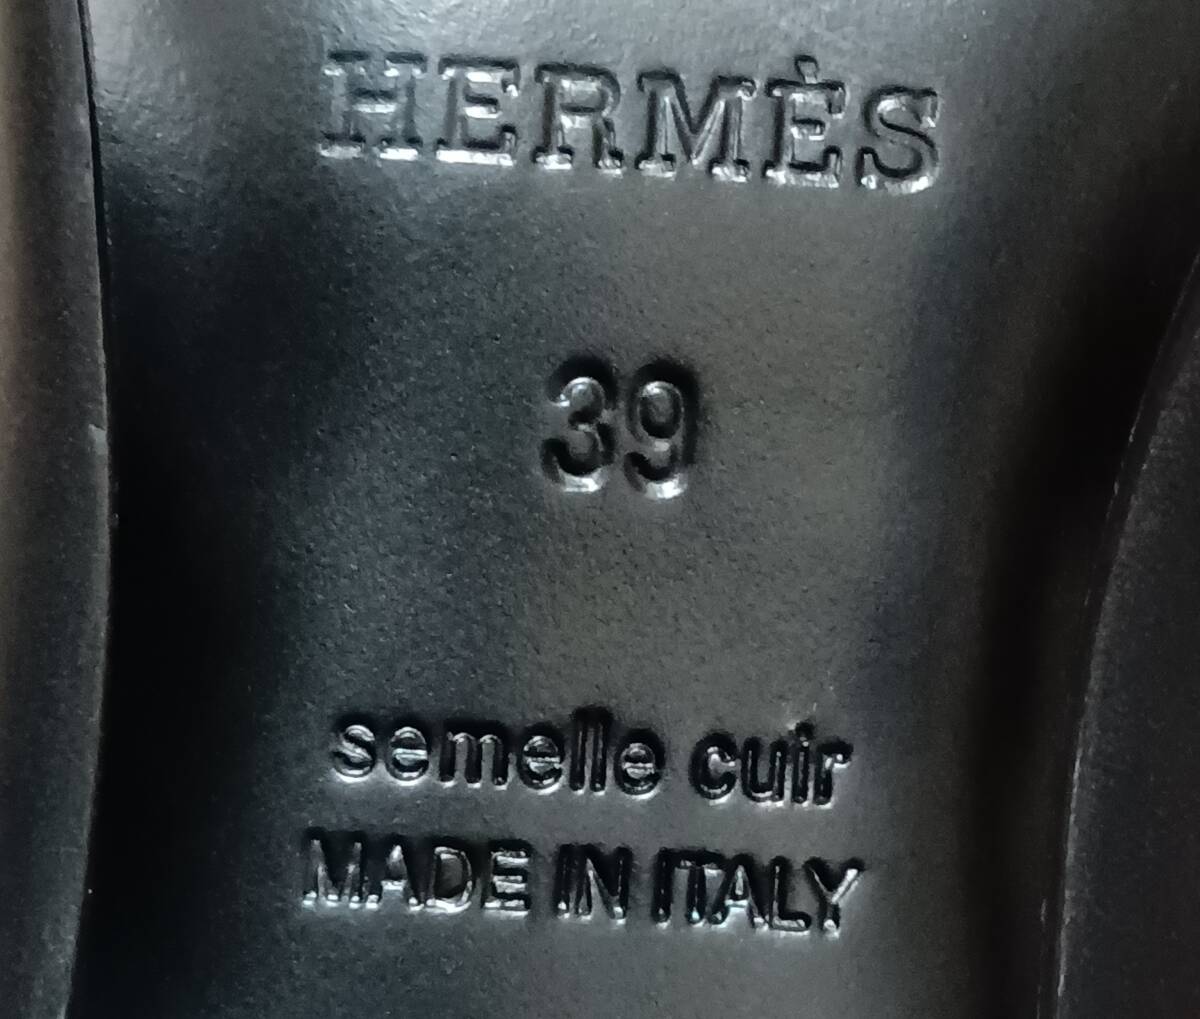 HERMÈS
39
semelle cuir
MADE IN ITALY